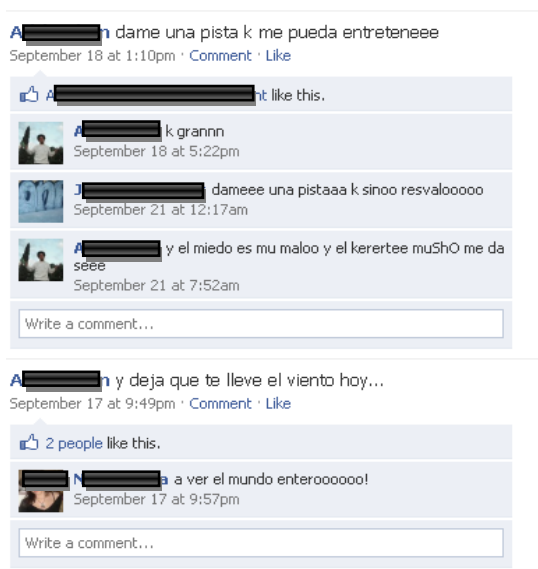 A n dame una pista k me pueda entreteneee
September 18 at 1:10pm · Comment · Like
A nt like this.
A k grannn
September 18 at 5:22pm
J dameee una pistaaa k sinoo resvalooooo
September 21 at 12:17am
A y el miedo es mu maloo y el kerertee muShO me da
seee
September 21 at 7:52am
Write a comment...
A n y deja que te lleve el viento hoy...
September 17 at 9:49pm · Comment · Like
2 people like this.
N a a ver el mundo enteroooooo!
September 17 at 9:57pm
Write a comment...